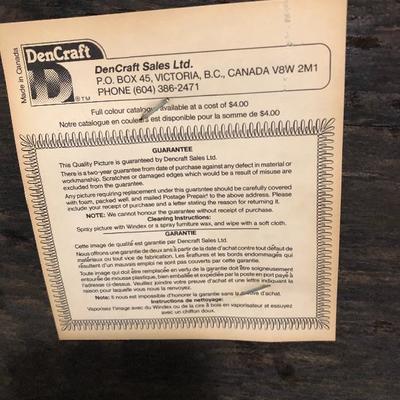 Made in Canada
DenCraft
D
®™
DenCraft Sales Ltd.
P.O. BOX 45, VICTORIA, B.C., CANADA V8W 2M1
PHONE (604) 386-2471
Full colour catalogue available at a cost of $4.00
Notre catalogue en couleurs est disponible pour la somme de $4.00
GUARANTEE
This Quality Picture is guaranteed by Dencraft Sales Ltd.
There is a two-year guarantee from date of purchase against any defect in material or
workmanship. Scratches or damaged edges which would be a result of misuse are
excluded from the guarantee.
Any picture requiring replacement under this guarantee should be carefully covered
with foam, packed well, and mailed Postage Prepaid to the above address. Please
include your receipt of purchase and a letter stating the reason for returning it.
NOTE: We cannot honour the guarantee without receipt of purchase.
Cleaning Instructions:
Spray picture with Windex or a spray furniture wax, and wipe with a soft cloth.
GARANTIE
Cette image de qualité est garantie par Dencraft Sales Ltd.
Nous offrons une garantie de deux ans à partir de la date d'achat contre tout défaut de
matériaux ou tout vice de fabrication. Les éraflures et les bords endommagés qui
résultent d'un mauvais emploi ne sont pas couverts par cette garantie.
Toute image qui doit être remplacée en vertu de la garantie doit être soigneusement
entourée de mousse plastique, bien emballée et expédiée par la poste en port payé à
l'adresse ci-dessus. Veuillez joindre votre preuve d'achat et une lettre indiquant la
raison pour laquelle vous nous la renvoyez.
Nota: Il nous est impossible d'honorer la garantie sans la preuve d'achat.
Instructions de nettoyage:
Vaporisez l'image avec du Windex ou de la cire à bois en vaporisateur et essuyez
avec un chiffon doux.